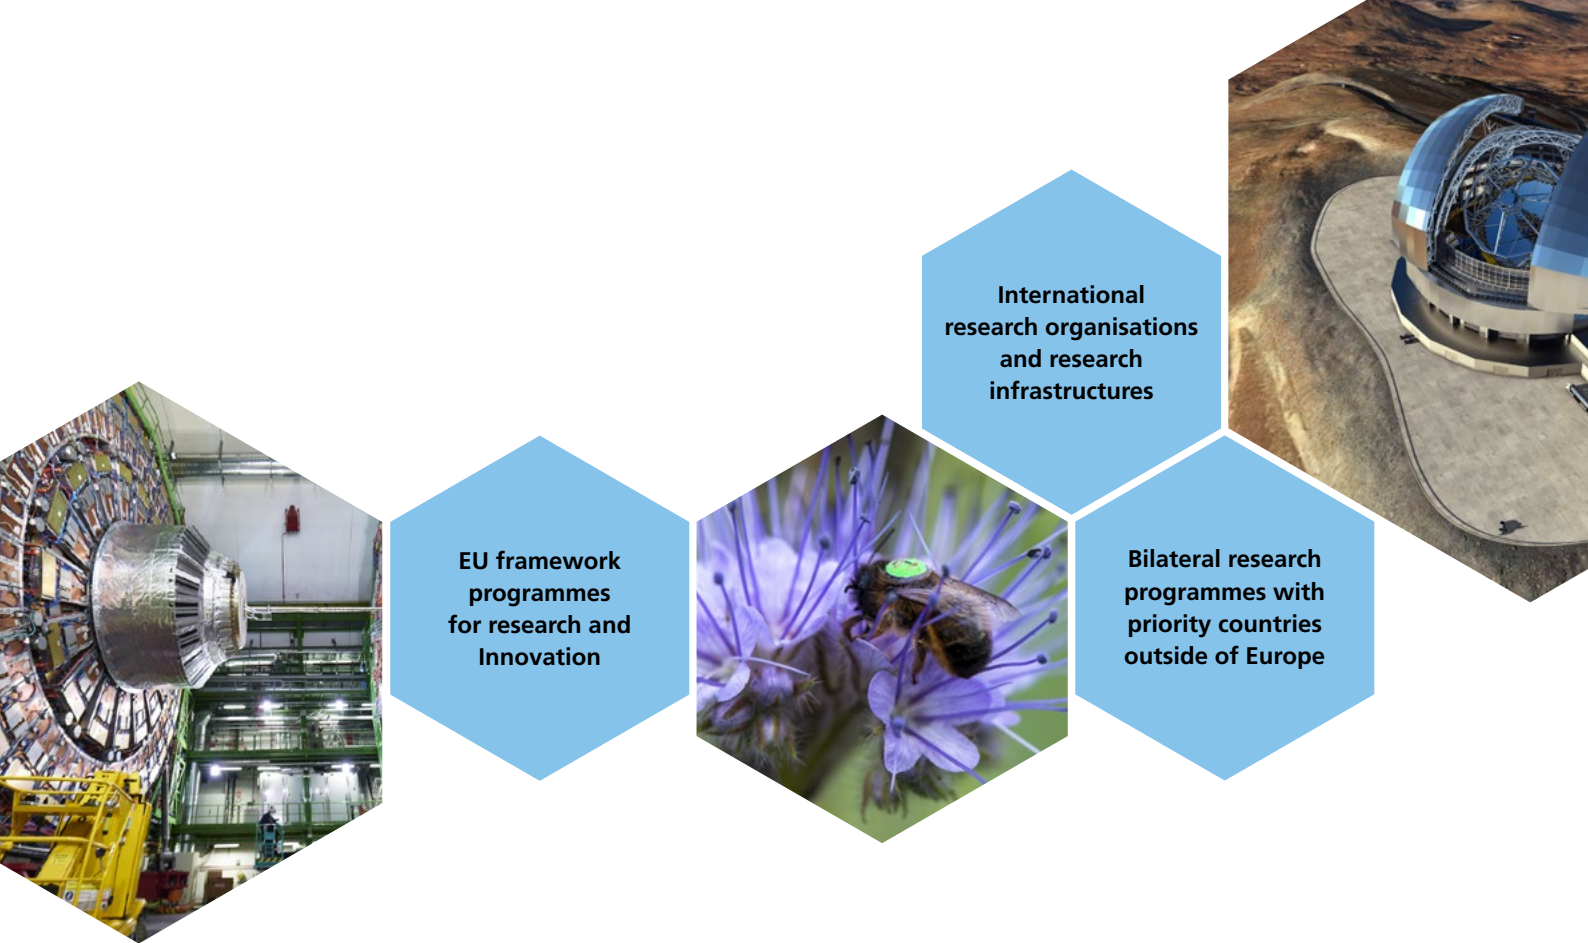 International
research organisations
and research
infrastructures
EU framework
programmes
for research and
Innovation
Bilateral research
programmes with
priority countries
outside of Europe